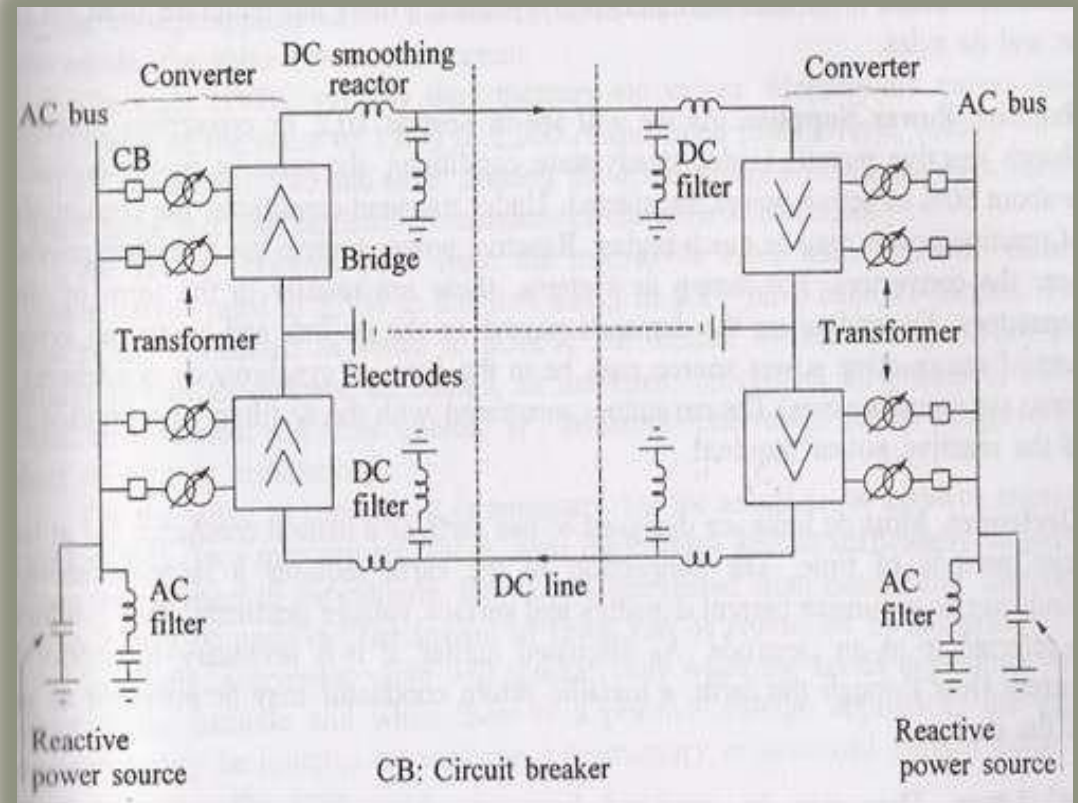 DC smoothing
reactor
Converter
Converter
AC bus
AC bus
CB
DC
filter
Bridge
Transformer
Transformer
Electrodes
DC
filter
DC line
AC
filter
AC
filter
Reactive
power source
Reactive
power source
CB: Circuit breaker